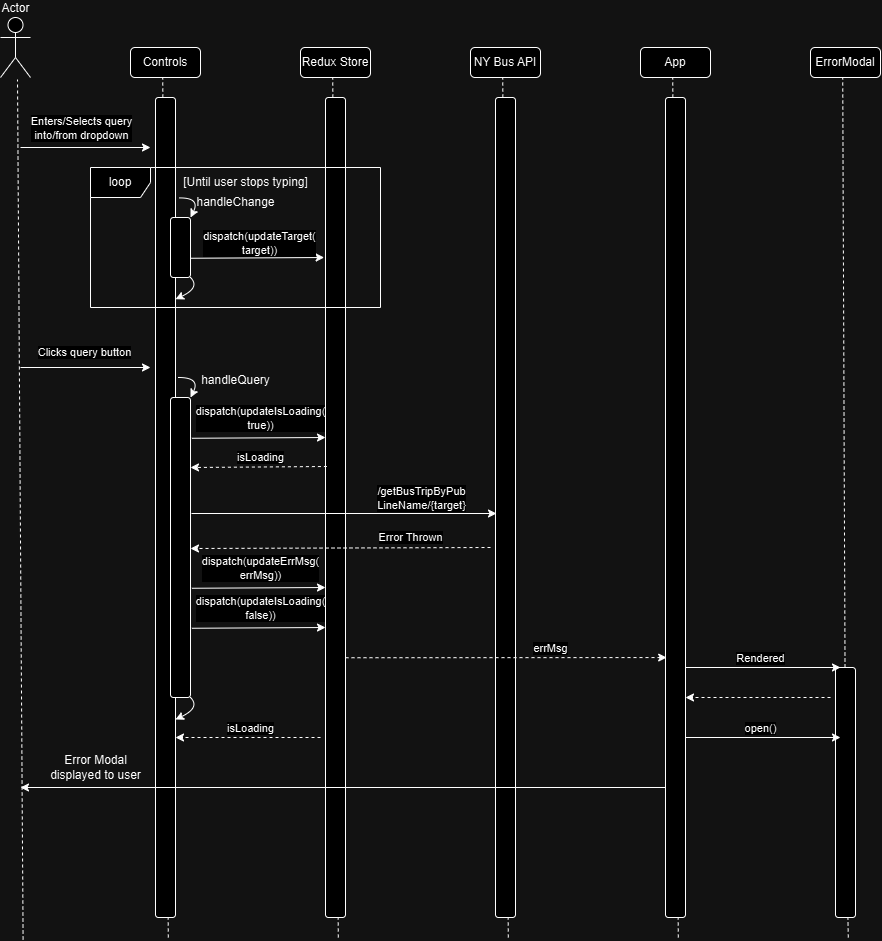 Actor
Controls
Redux Store
NY Bus API
App
ErrorModal
Enters/Selects query
into/from dropdown
loop
[Until user stops typing]
handleChange
dispatch(updateTarget(
target))
Clicks query button
handleQuery
dispatch(updateIsLoading(
true))
isLoading
/getBusTripByPub
LineName/{target}
Error Thrown
dispatch(updateErrMsg(
errMsg))
dispatch(updateIsLoading(
false))
errMsg
Rendered
isLoading
open()
Error Modal
displayed to user